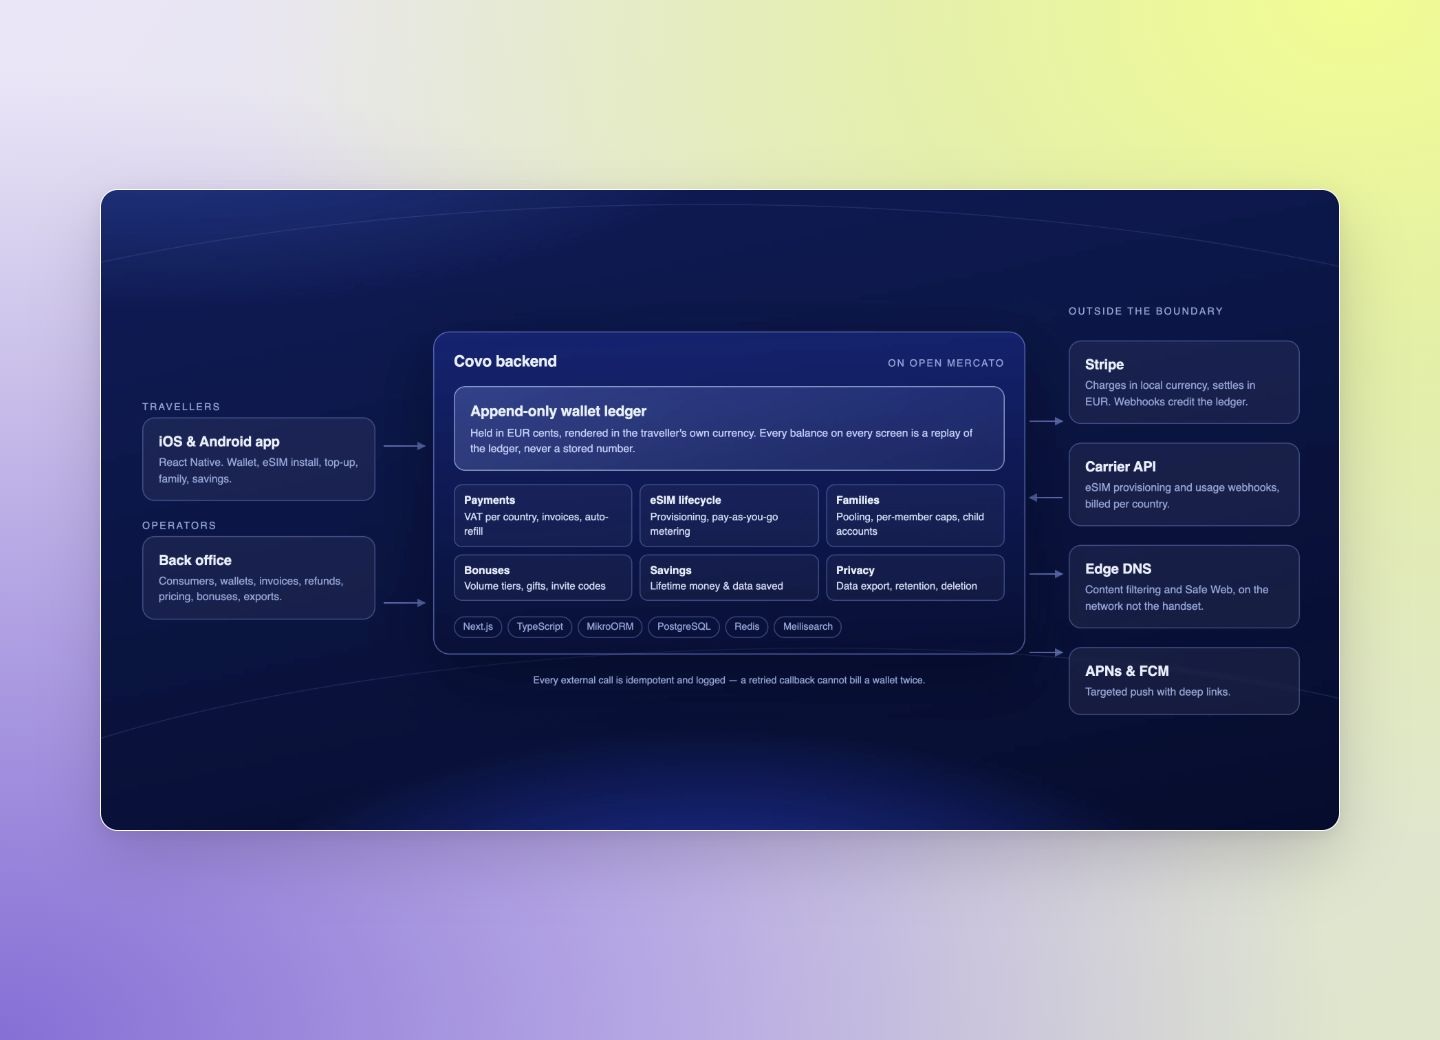 TRAVELLERS
iOS & Android app
React Native. Wallet, eSIM install, top-up,
family, savings.
OPERATORS
Back office
Consumers, wallets, invoices, refunds,
pricing, bonuses, exports.
Covo backend
ON OPEN MERCATO
Append-only wallet ledger
Held in EUR cents, rendered in the traveller's own currency. Every balance on every screen is a replay of
the ledger, never a stored number.
Payments
VAT per country, invoices, auto-
refill
eSIM lifecycle
Provisioning, pay-as-you-go
metering
Families
Pooling, per-member caps, child
accounts
Bonuses
Volume tiers, gifts, invite codes
Savings
Lifetime money & data saved
Privacy
Data export, retention, deletion
Next.js
TypeScript
MikroORM
PostgreSQL
Redis
Meilisearch
Every external call is idempotent and logged — a retried callback cannot bill a wallet twice.
OUTSIDE THE BOUNDARY
Stripe
Charges in local currency, settles in
EUR. Webhooks credit the ledger.
Carrier API
eSIM provisioning and usage webhooks,
billed per country.
Edge DNS
Content filtering and Safe Web, on the
network not the handset.
APNs & FCM
Targeted push with deep links.